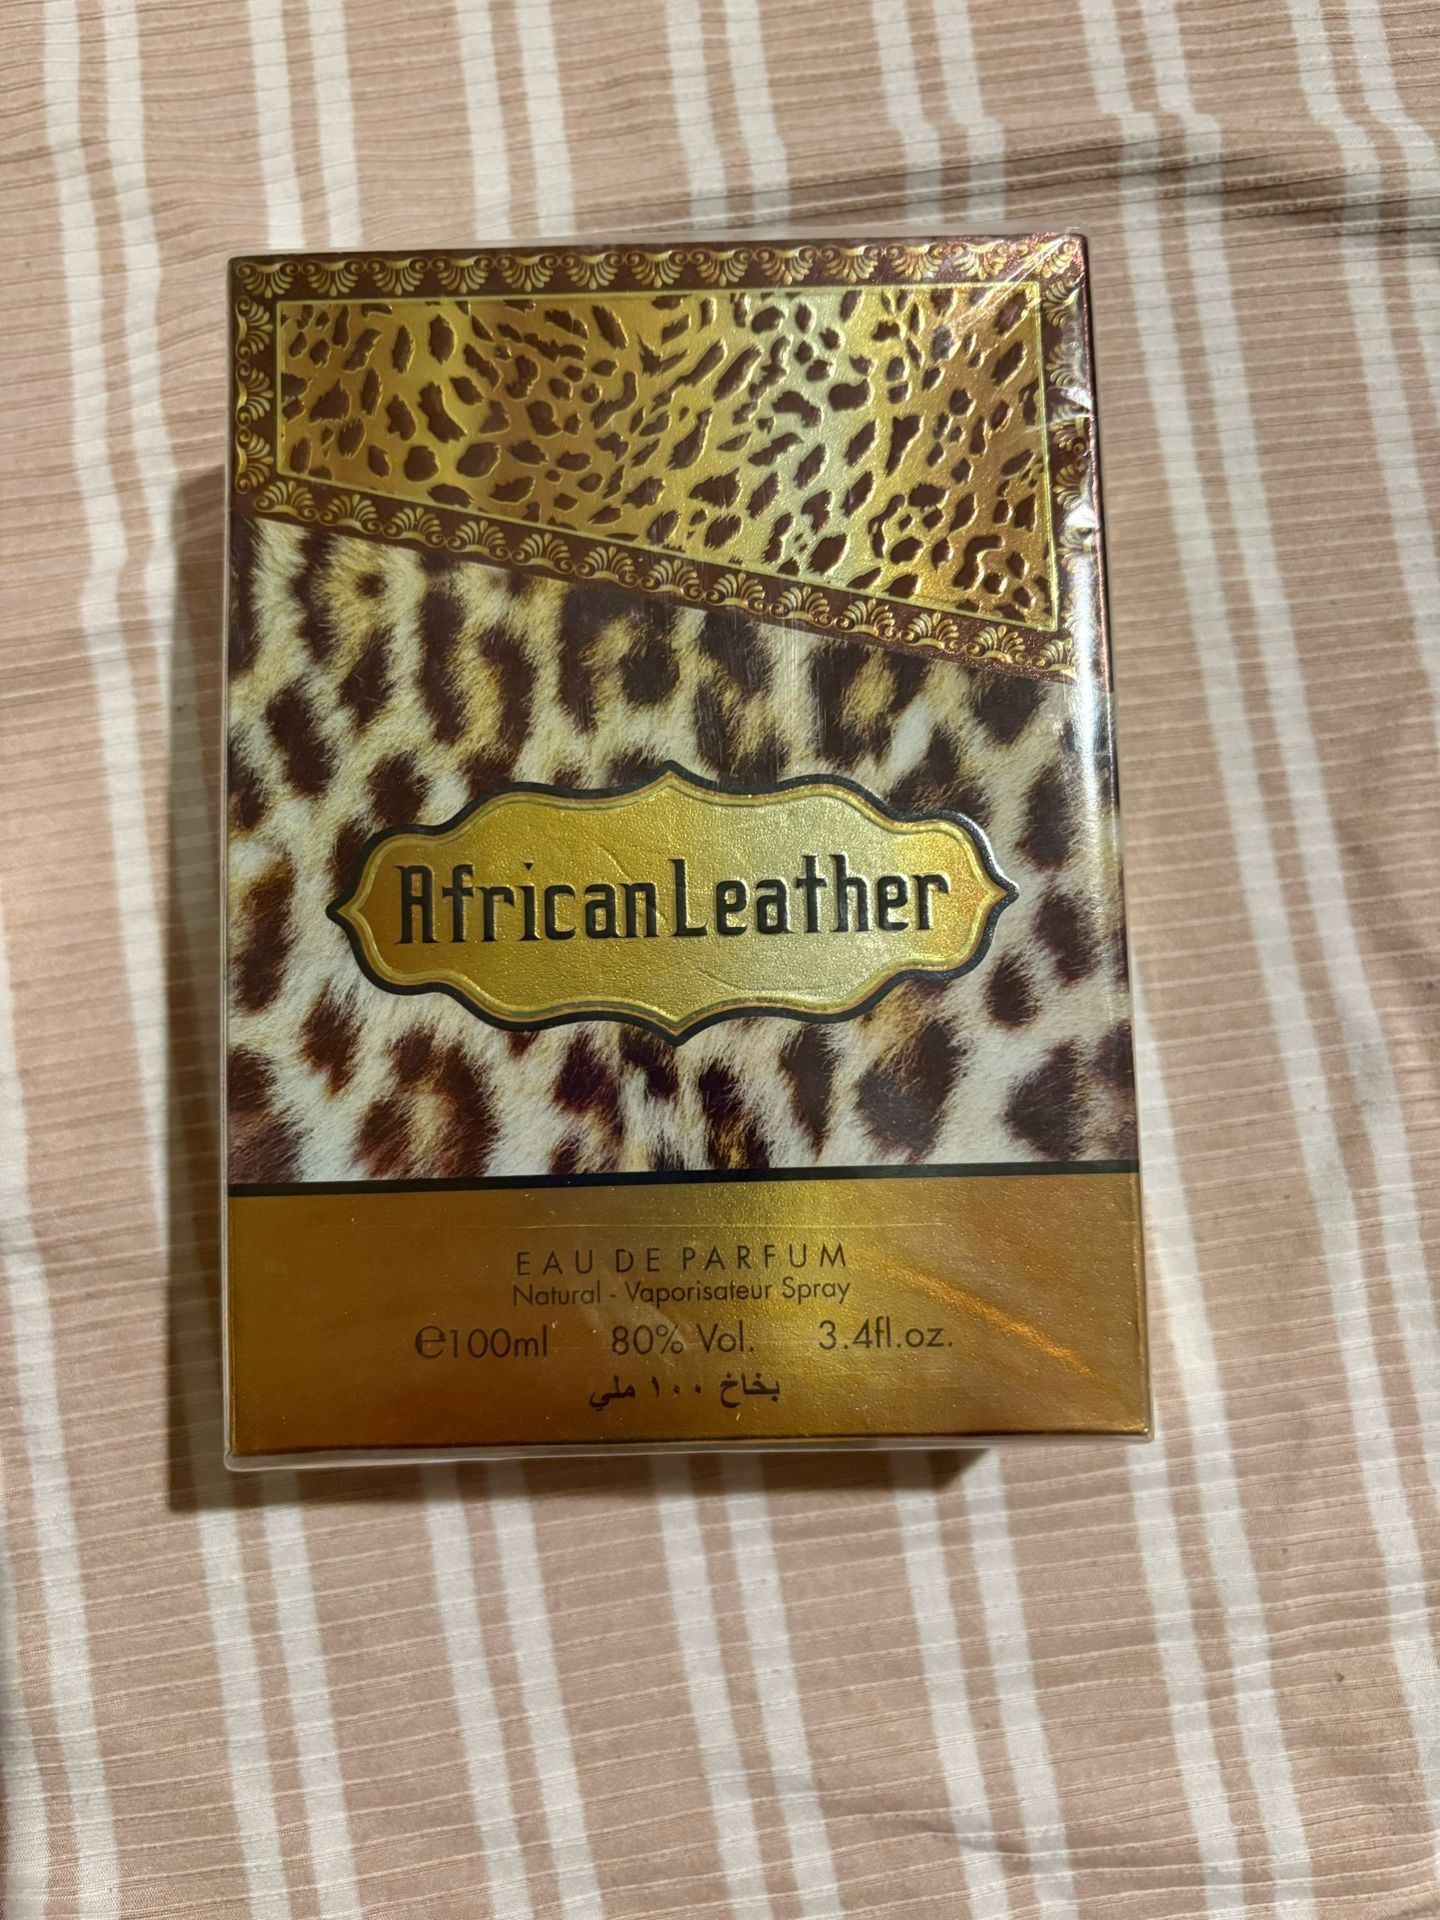 African Leather
EAU DE PARFUM
Natural - Vaporisateur Spray
℮100ml 80% Vol. 3.4fl.oz.
بخاخ ١٠٠ ملي